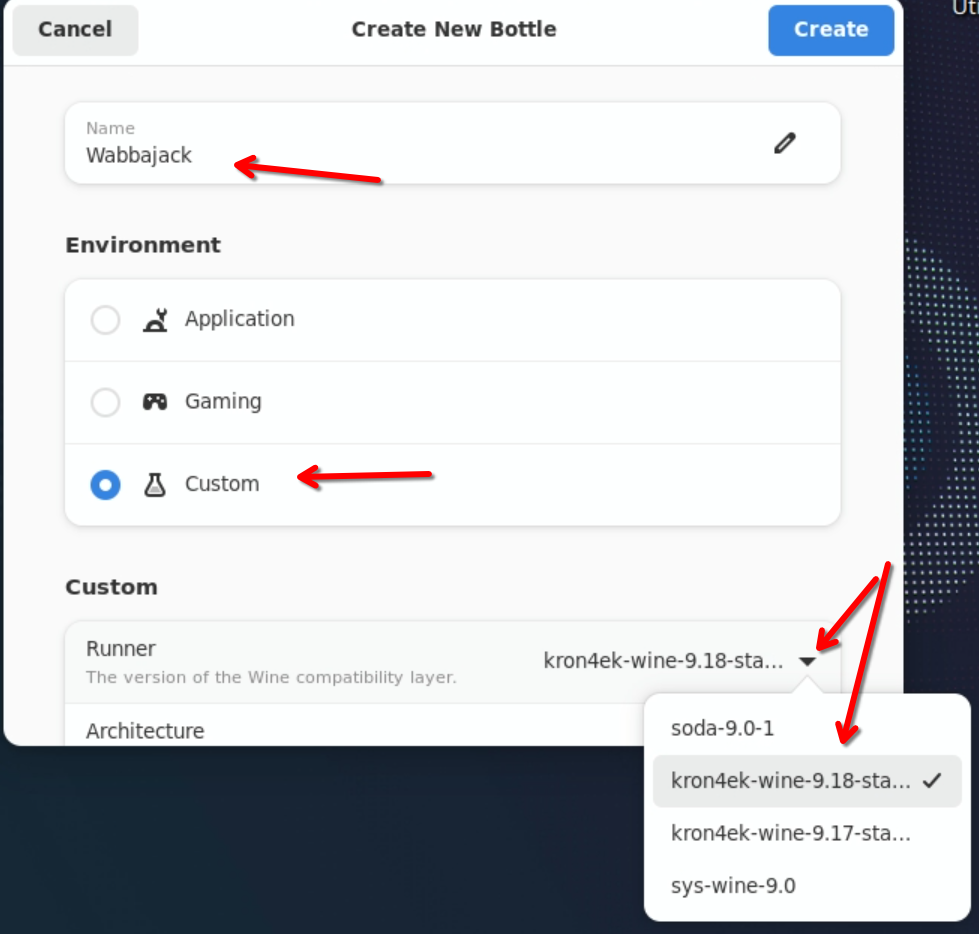 Cancel
Create New Bottle
Create
Name
Wabbajack
Environment
Application
Gaming
Custom
Custom
Runner
The version of the Wine compatibility layer.
kron4ek-wine-9.18-sta...
Architecture
soda-9.0-1
kron4ek-wine-9.18-sta...
kron4ek-wine-9.17-sta...
sys-wine-9.0